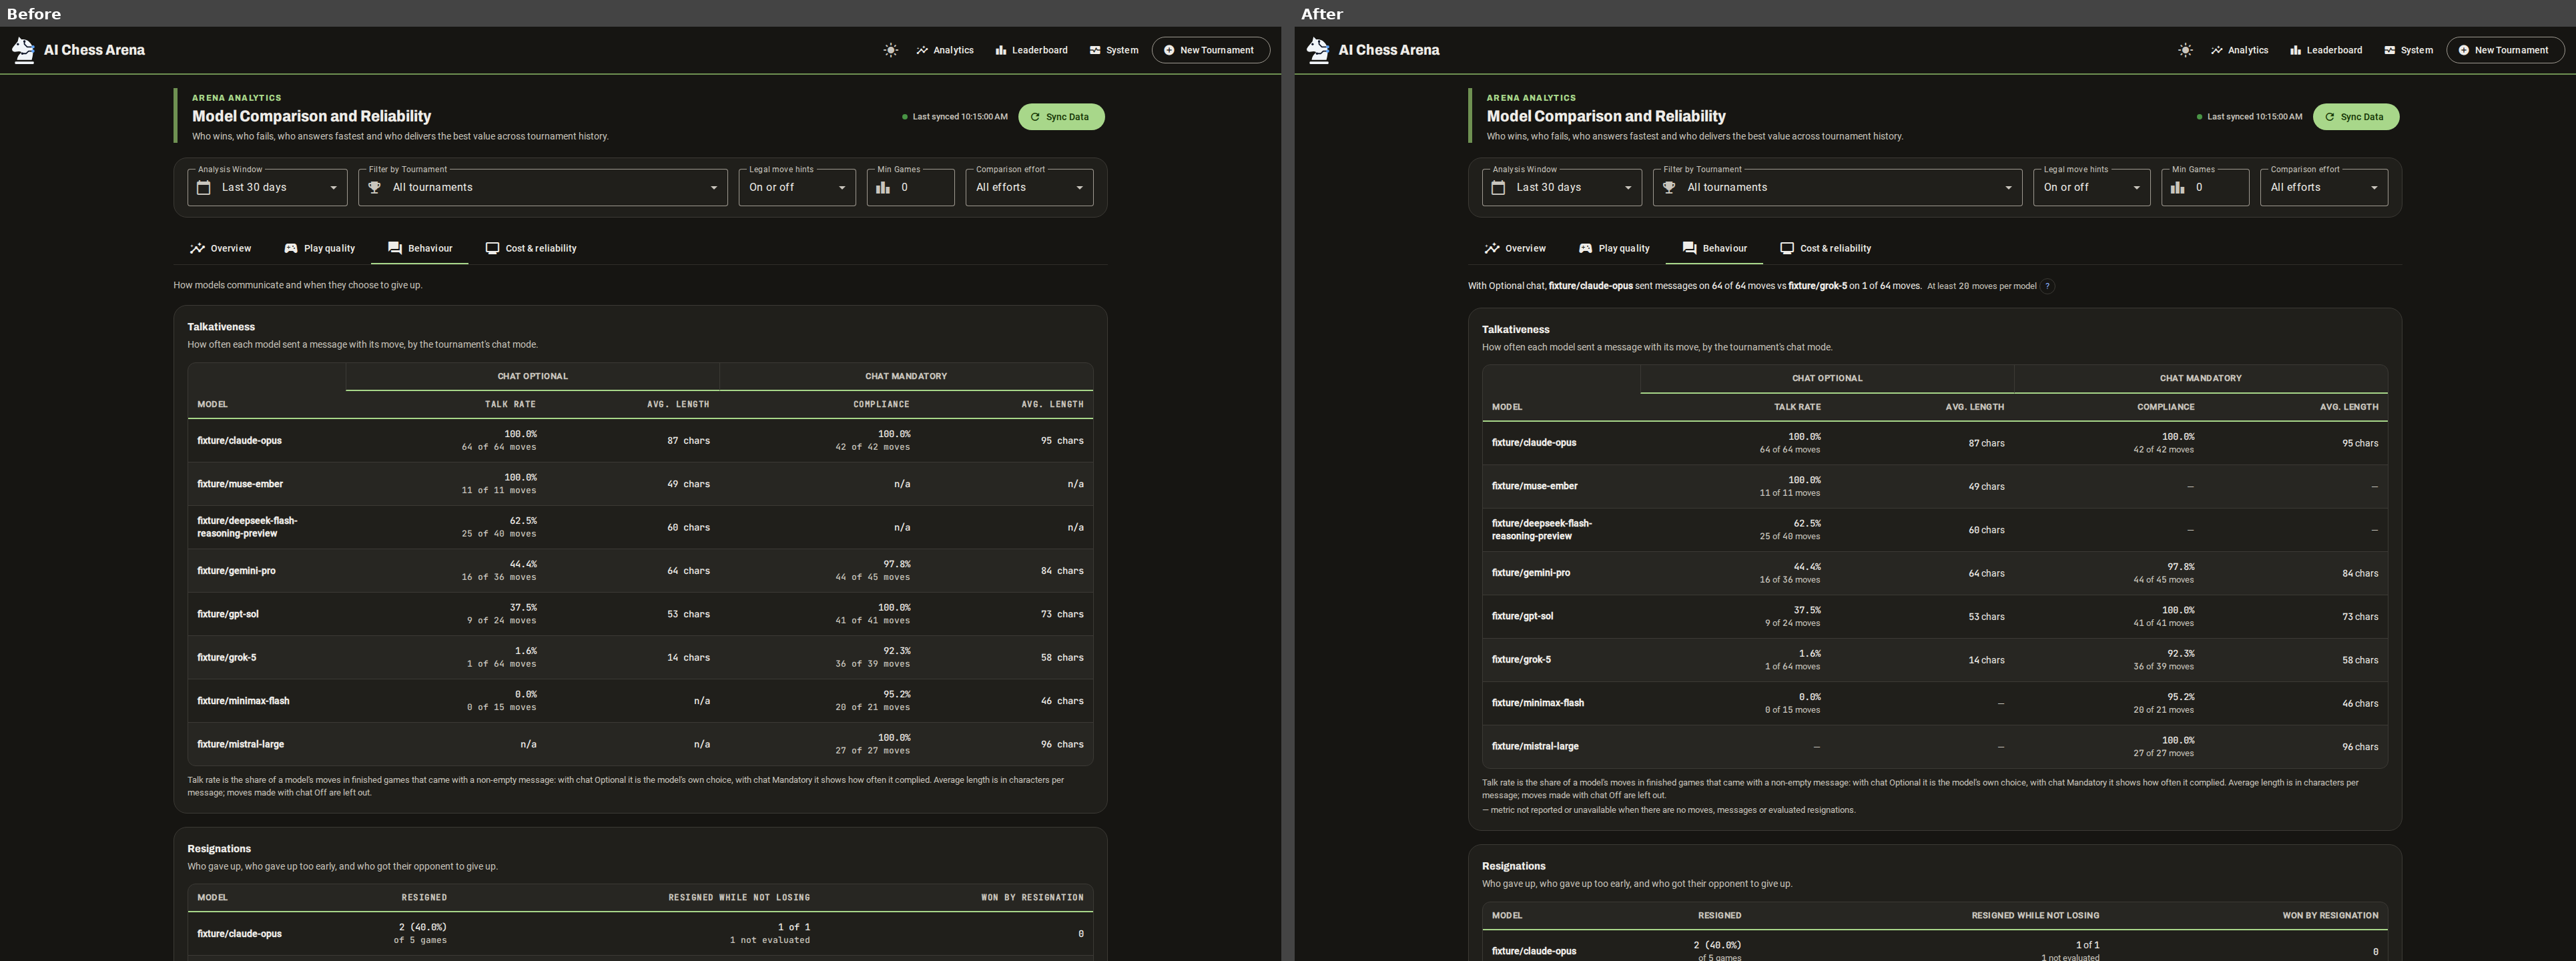 Before
AI Chess Arena
Analytics
Leaderboard
System
New Tournament
ARENA ANALYTICS
Model Comparison and Reliability
Who wins, who fails, who answers fastest and who delivers the best value across tournament history.
Last synced 10:15:00 AM
Sync Data
Analysis Window
Last 30 days
Filter by Tournament
All tournaments
Legal move hints
On or off
Min Games
0
Comparison effort
All efforts
Overview
Play quality
Behaviour
Cost & reliability
How models communicate and when they choose to give up.
Talkativeness
How often each model sent a message with its move, by the tournament's chat mode.
CHAT OPTIONAL CHAT MANDATORY
MODEL TALK RATE AVG. LENGTH COMPLIANCE AVG. LENGTH
fixture/claude-opus 100.0% 87 chars 100.0% 95 chars
64 of 64 moves 42 of 42 moves
fixture/muse-ember 100.0% 49 chars n/a n/a
11 of 11 moves
fixture/deepseek-flash- 62.5% 60 chars n/a n/a
reasoning-preview 25 of 40 moves
fixture/gemini-pro 44.4% 64 chars 97.8% 84 chars
16 of 36 moves 44 of 45 moves
fixture/gpt-sol 37.5% 53 chars 100.0% 73 chars
9 of 24 moves 41 of 41 moves
fixture/grok-5 1.6% 14 chars 92.3% 58 chars
1 of 64 moves 36 of 39 moves
fixture/minimax-flash 0.0% n/a 95.2% 46 chars
0 of 15 moves 20 of 21 moves
fixture/mistral-large n/a n/a 100.0% 96 chars
27 of 27 moves
Talk rate is the share of a model's moves in finished games that came with a non-empty message: with chat Optional it is the model's own choice, with chat Mandatory it shows how often it complied. Average length is in characters per
message; moves made with chat Off are left out.
Resignations
Who gave up, who gave up too early, and who got their opponent to give up.
MODEL RESIGNED RESIGNED WHILE NOT LOSING WON BY RESIGNATION
fixture/claude-opus 2 (40.0%) 1 of 1 0
of 5 games 1 not evaluated
After
AI Chess Arena
Analytics
Leaderboard
System
New Tournament
ARENA ANALYTICS
Model Comparison and Reliability
Who wins, who fails, who answers fastest and who delivers the best value across tournament history.
Last synced 10:15:00 AM
Sync Data
Analysis Window
Last 30 days
Filter by Tournament
All tournaments
Legal move hints
On or off
Min Games
0
Comparison effort
All efforts
Overview
Play quality
Behaviour
Cost & reliability
With Optional chat, fixture/claude-opus sent messages on 64 of 64 moves vs fixture/grok-5 on 1 of 64 moves. At least 20 moves per model ?
Talkativeness
How often each model sent a message with its move, by the tournament's chat mode.
CHAT OPTIONAL CHAT MANDATORY
MODEL TALK RATE AVG. LENGTH COMPLIANCE AVG. LENGTH
fixture/claude-opus 100.0% 87 chars 100.0% 95 chars
64 of 64 moves 42 of 42 moves
fixture/muse-ember 100.0% 49 chars — —
11 of 11 moves
fixture/deepseek-flash- 62.5% 60 chars — —
reasoning-preview 25 of 40 moves
fixture/gemini-pro 44.4% 64 chars 97.8% 84 chars
16 of 36 moves 44 of 45 moves
fixture/gpt-sol 37.5% 53 chars 100.0% 73 chars
9 of 24 moves 41 of 41 moves
fixture/grok-5 1.6% 14 chars 92.3% 58 chars
1 of 64 moves 36 of 39 moves
fixture/minimax-flash 0.0% — 95.2% 46 chars
0 of 15 moves 20 of 21 moves
fixture/mistral-large — — 100.0% 96 chars
27 of 27 moves
Talk rate is the share of a model's moves in finished games that came with a non-empty message: with chat Optional it is the model's own choice, with chat Mandatory it shows how often it complied. Average length is in characters per
message; moves made with chat Off are left out.
— metric not reported or unavailable when there are no moves, messages or evaluated resignations.
Resignations
Who gave up, who gave up too early, and who got their opponent to give up.
MODEL RESIGNED RESIGNED WHILE NOT LOSING WON BY RESIGNATION
fixture/claude-opus 2 (40.0%) 1 of 1 0
of 5 games 1 not evaluated